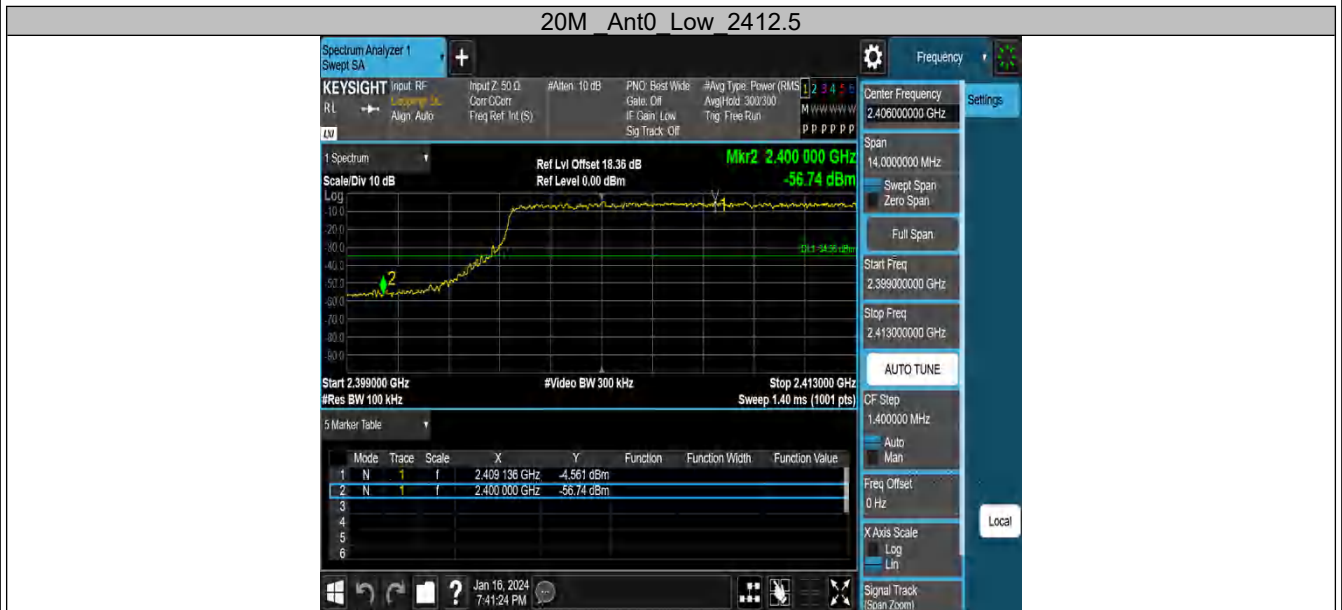 20M _Ant0_Low_2412.5
Spectrum Analyzer 1
Swept SA
+
Frequency
KEYSIGHT
RL
LXI
Input: RF
Align: Auto
Input Z: 50 Ω
Corr CCorr
Freq Ref: Int (S)
#Atten: 10 dB
PNO: Best Wide
Gate: Off
IF Gain: Low
Sig Track: Off
#Avg Type: Power (RMS
Avg|Hold: 300/300
Trig: Free Run
1 2 3 4 5 6
M W W W W W
P P P P P P
1 Spectrum
Scale/Div 10 dB
Ref Lvl Offset 18.36 dB
Ref Level 0.00 dBm
Mkr2 2.400 000 GHz
-56.74 dBm
Log
-10.0
-20.0
-30.0
-40.0
-50.0
-60.0
-70.0
-80.0
-90.0
1
2
Start 2.399000 GHz
#Video BW 300 kHz
Stop 2.413000 GHz
#Res BW 100 kHz
Sweep 1.40 ms (1001 pts)
5 Marker Table
Mode Trace Scale X Y Function Function Width Function Value
1 N 1 f 2.409 136 GHz -4.561 dBm
2 N 1 f 2.400 000 GHz -56.74 dBm
3
4
5
6
?
Jan 16, 2024
7:41:24 PM
Center Frequency
2.406000000 GHz
Settings
Span
14.0000000 MHz
Swept Span
Zero Span
Full Span
Start Freq
2.399000000 GHz
Stop Freq
2.413000000 GHz
AUTO TUNE
CF Step
1.400000 MHz
Auto
Man
Freq Offset
0 Hz
Local
X Axis Scale
Log
Lin
Signal Track
(Span Zoom)